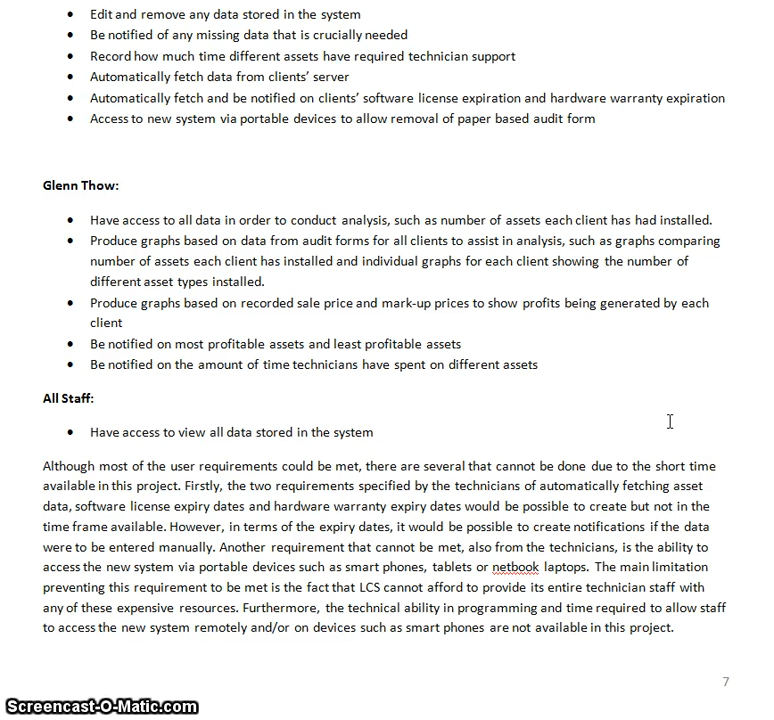 • Edit and remove any data stored in the system
• Be notified of any missing data that is crucially needed
• Record how much time different assets have required technician support
• Automatically fetch data from clients’ server
• Automatically fetch and be notified on clients’ software license expiration and hardware warranty expiration
• Access to new system via portable devices to allow removal of paper based audit form
Glenn Thow:
• Have access to all data in order to conduct analysis, such as number of assets each client has had installed.
• Produce graphs based on data from audit forms for all clients to assist in analysis, such as graphs comparing
number of assets each client has installed and individual graphs for each client showing the number of
different asset types installed.
• Produce graphs based on recorded sale price and mark-up prices to show profits being generated by each
client
• Be notified on most profitable assets and least profitable assets
• Be notified on the amount of time technicians have spent on different assets
All Staff:
• Have access to view all data stored in the system
Although most of the user requirements could be met, there are several that cannot be done due to the short time
available in this project. Firstly, the two requirements specified by the technicians of automatically fetching asset
data, software license expiry dates and hardware warranty expiry dates would be possible to create but not in the
time frame available. However, in terms of the expiry dates, it would be possible to create notifications if the data
were to be entered manually. Another requirement that cannot be met, also from the technicians, is the ability to
access the new system via portable devices such as smart phones, tablets or netbook laptops. The main limitation
preventing this requirement to be met is the fact that LCS cannot afford to provide its entire technician staff with
any of these expensive resources. Furthermore, the technical ability in programming and time required to allow staff
to access the new system remotely and/or on devices such as smart phones are not available in this project.
7
Screencast-O-Matic.com